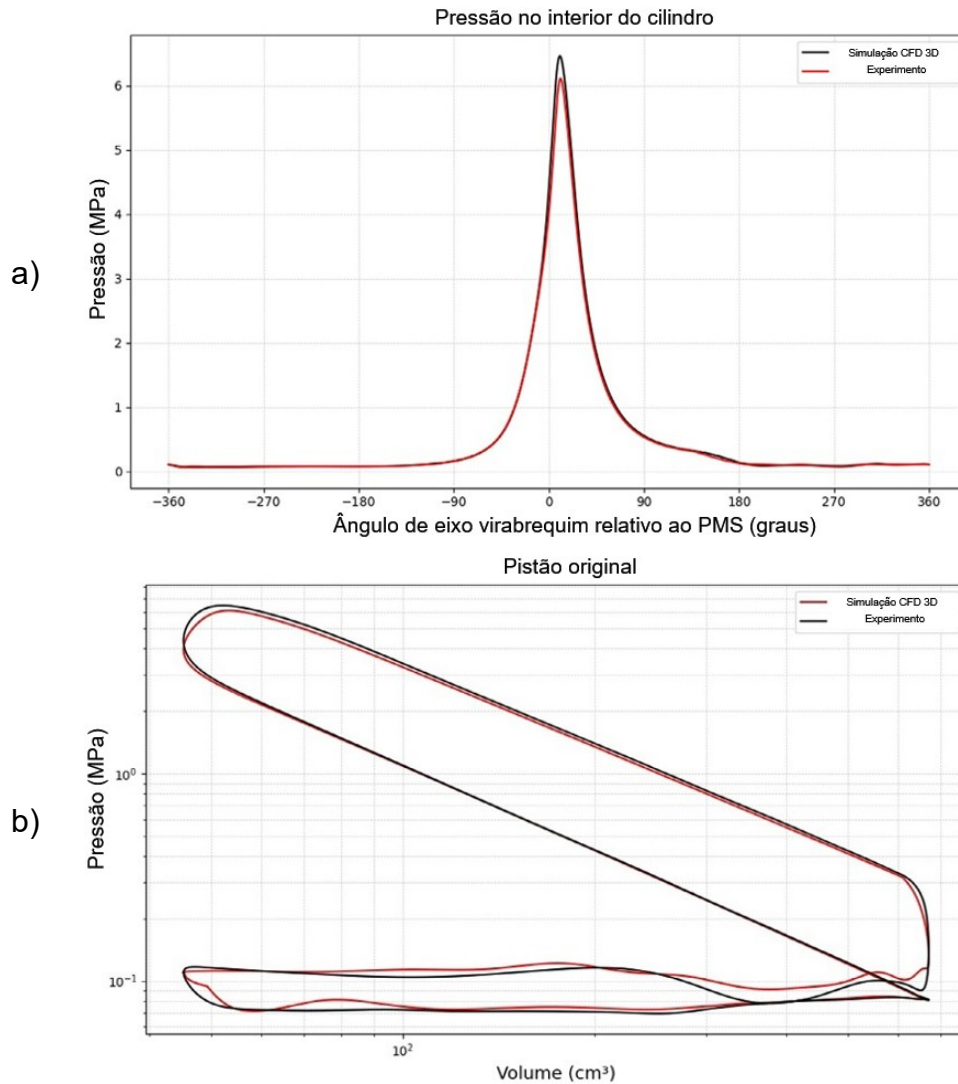 Pressão no interior do cilindro
Simulação CFD 3D
Experimento
a)
Pressão (MPa)
6
5
4
3
2
1
0
−360
−270
−180
−90
0
90
180
270
360
Ângulo de eixo virabrequim relativo ao PMS (graus)
Pistão original
Simulação CFD 3D
Experimento
b)
Pressão (MPa)
10⁰
10⁻¹
10²
Volume (cm³)